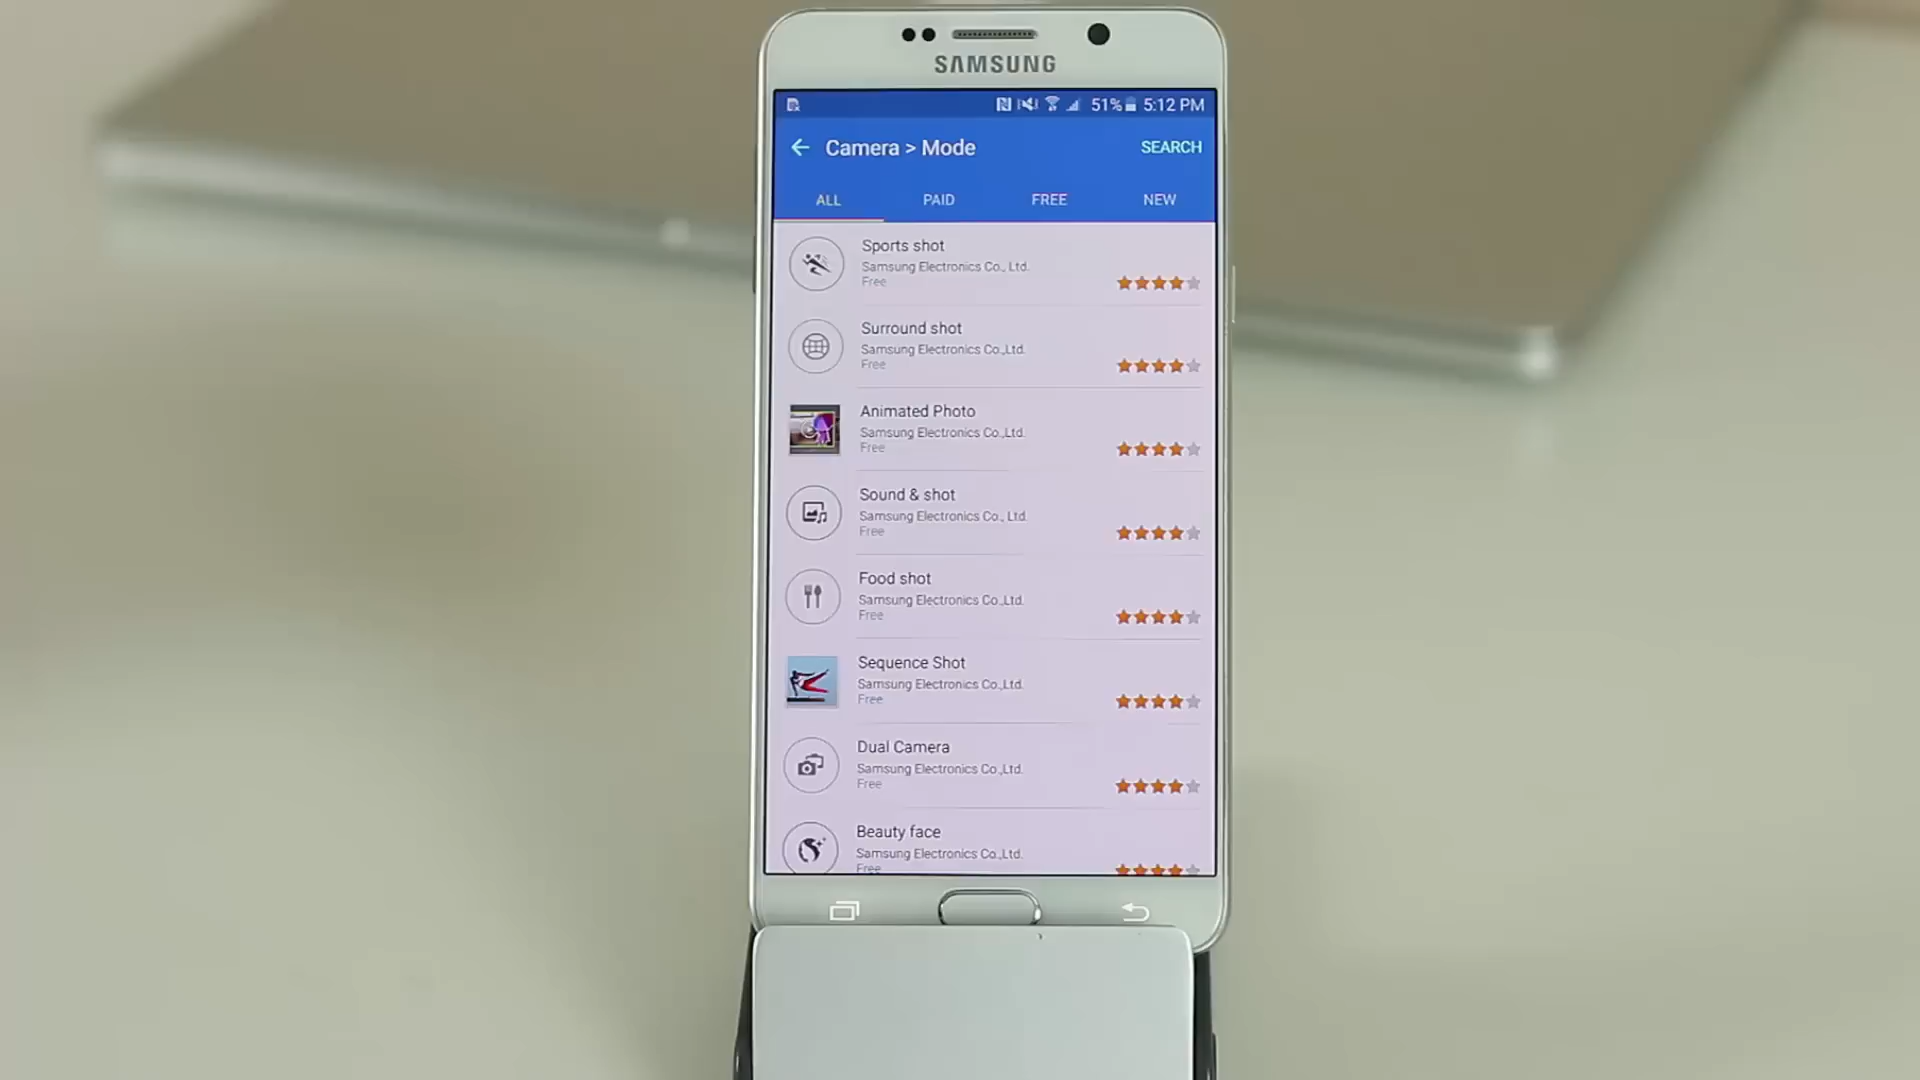 SAMSUNG
51% 5:12 PM
Camera > Mode
SEARCH
ALL PAID FREE NEW
Sports shot
Samsung Electronics Co., Ltd.
Free
Surround shot
Samsung Electronics Co.,Ltd.
Free
Animated Photo
Samsung Electronics Co.,Ltd.
Free
Sound & shot
Samsung Electronics Co., Ltd.
Free
Food shot
Samsung Electronics Co.,Ltd.
Free
Sequence Shot
Samsung Electronics Co.,Ltd.
Free
Dual Camera
Samsung Electronics Co.,Ltd.
Free
Beauty face
Samsung Electronics Co.,Ltd.
Free